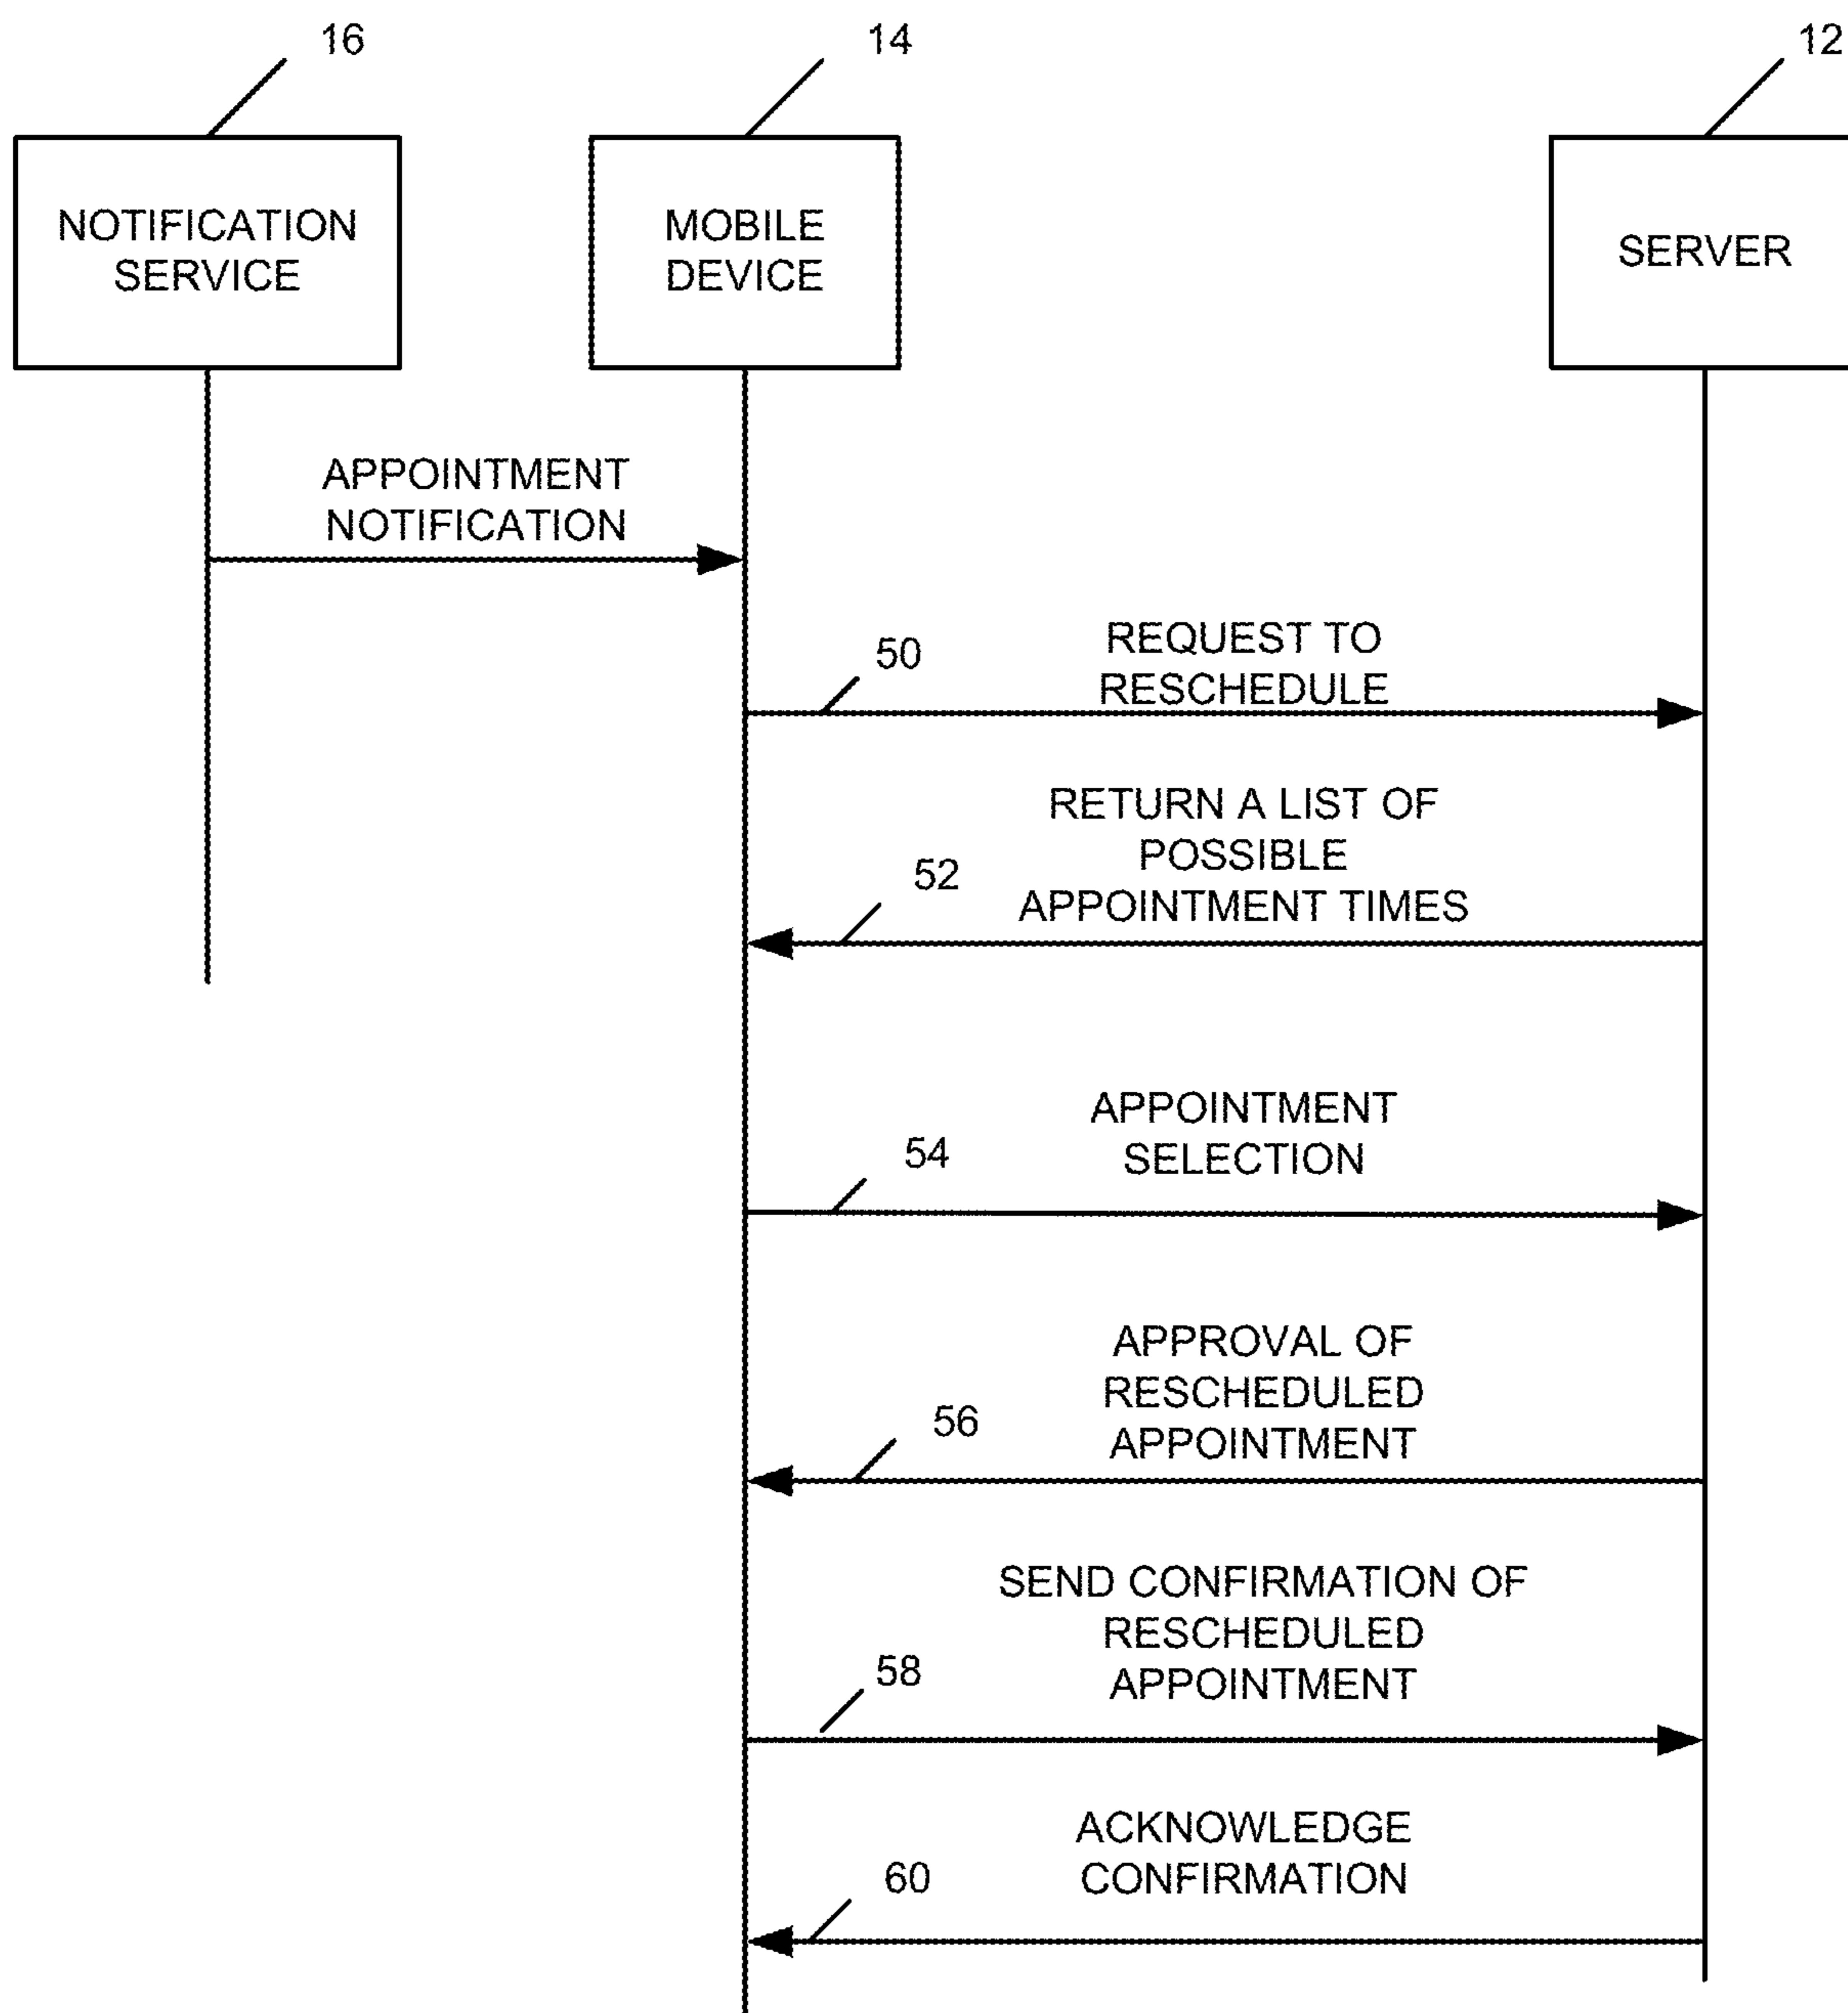 16
14
12
NOTIFICATION
SERVICE
MOBILE
DEVICE
SERVER
APPOINTMENT
NOTIFICATION
50
REQUEST TO
RESCHEDULE
52
RETURN A LIST OF
POSSIBLE
APPOINTMENT TIMES
54
APPOINTMENT
SELECTION
56
APPROVAL OF
RESCHEDULED
APPOINTMENT
58
SEND CONFIRMATION OF
RESCHEDULED
APPOINTMENT
60
ACKNOWLEDGE
CONFIRMATION